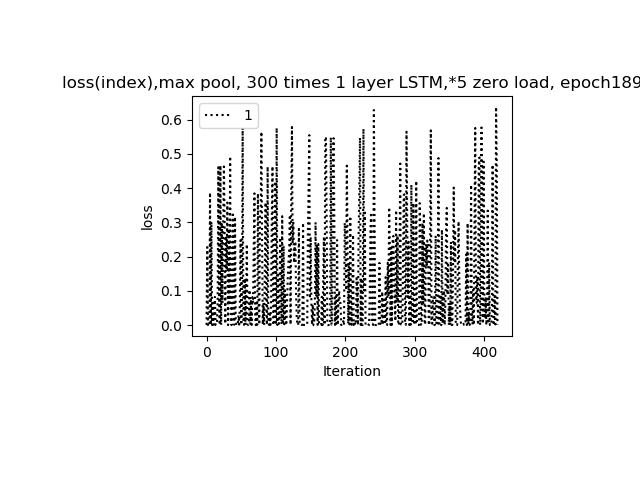 loss(index),max pool, 300 times 1 layer LSTM,*5 zero load, epoch189
1
0.6
0.5
0.4
0.3
0.2
0.1
0.0
loss
0 100 200 300 400
Iteration